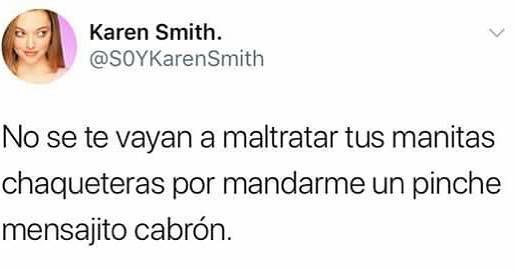 Karen Smith.
@S0YKarenSmith
No se te vayan a maltratar tus manitas
chaqueteras por mandarme un pinche
mensajito cabrón.